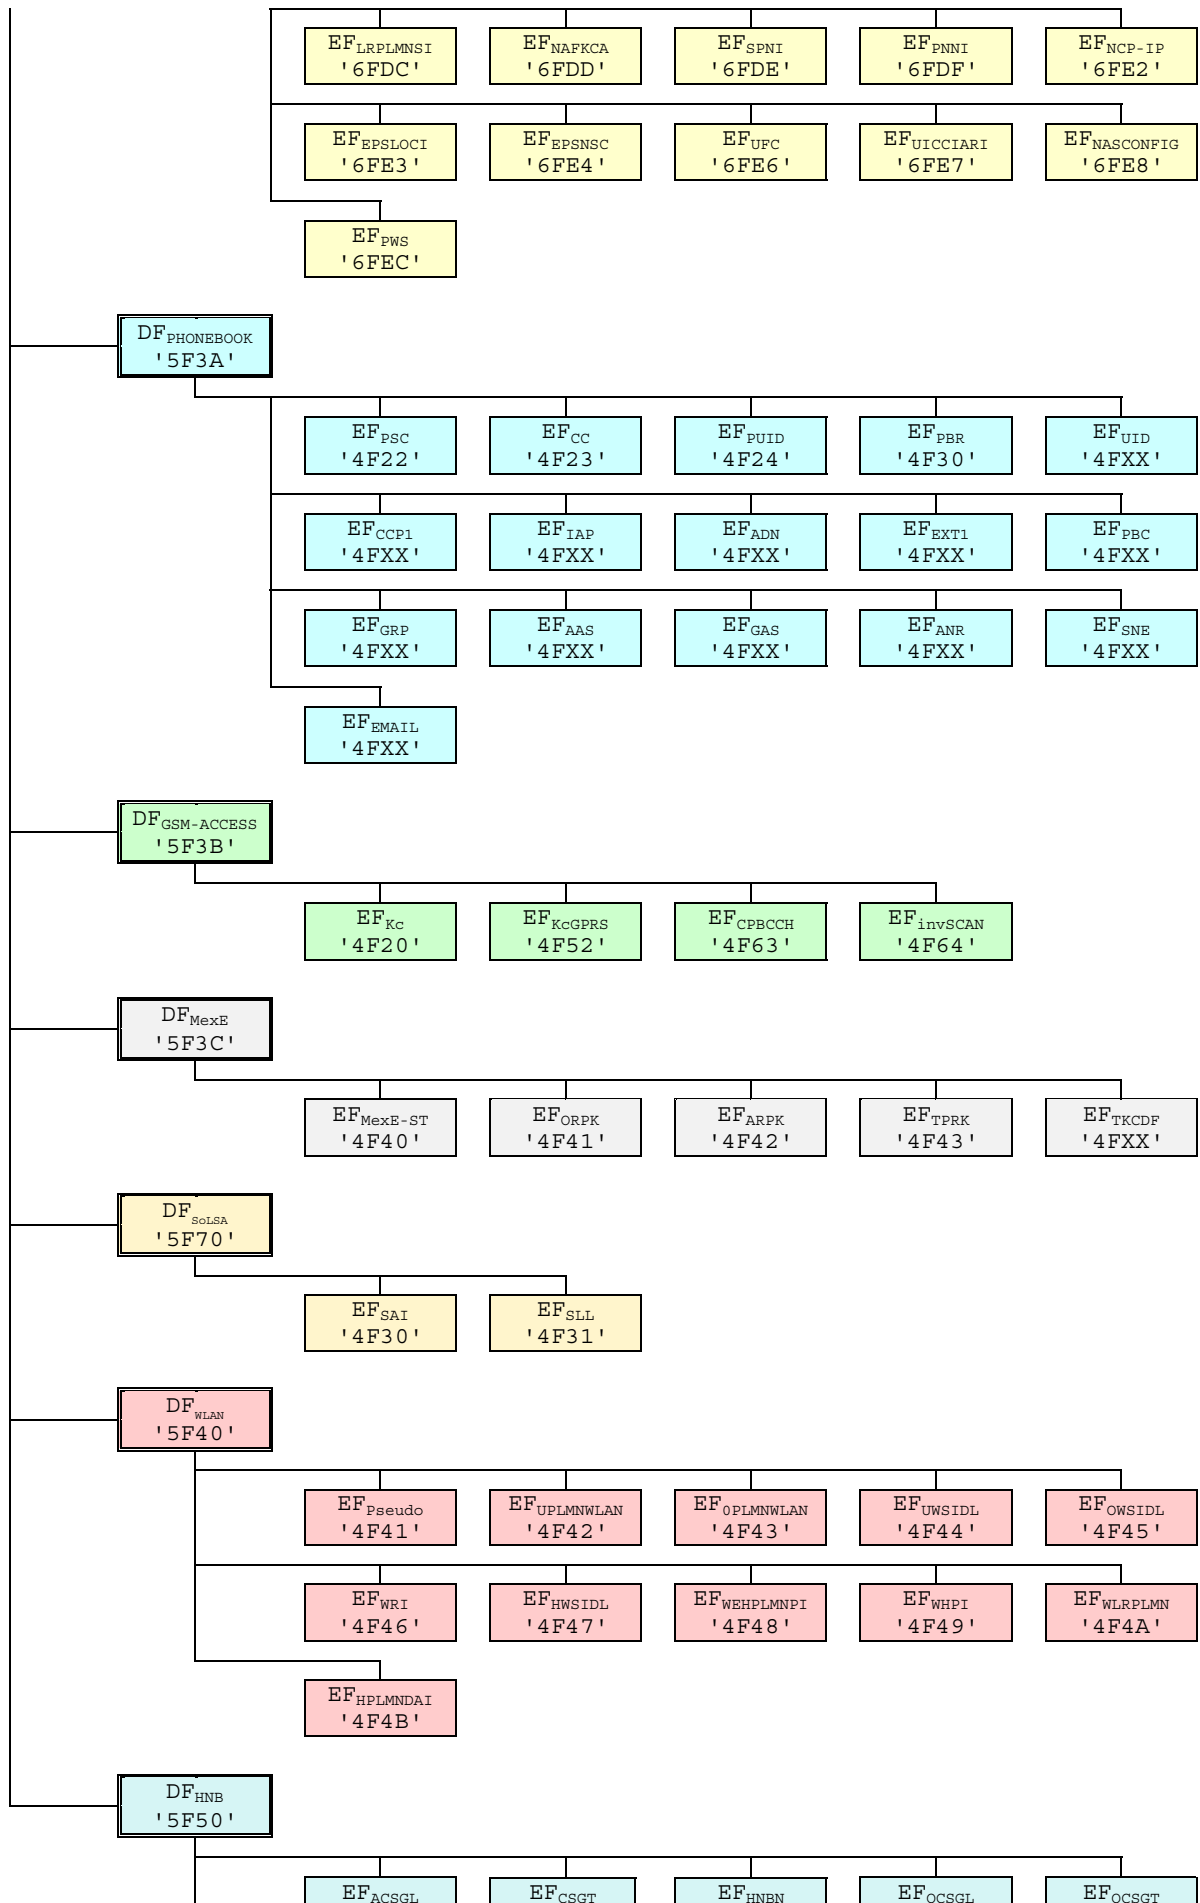 EFLRPLMNSI EFNAFKCA EFSPNI EFPNNI EFNCP-IP
'6FDC' '6FDD' '6FDE' '6FDF' '6FE2'
EFEPSLOCI EFEPSNSC EFUFC EFUICCIARI EFNASCONFIG
'6FE3' '6FE4' '6FE6' '6FE7' '6FE8'
EFPWS
'6FEC'
DFPHONEBOOK
'5F3A'
EFPSC EFCC EFPUID EFPBR EFUID
'4F22' '4F23' '4F24' '4F30' '4FXX'
EFCCP1 EFIAP EFADN EFEXT1 EFPBC
'4FXX' '4FXX' '4FXX' '4FXX' '4FXX'
EFGRP EFAAS EFGAS EFANR EFSNE
'4FXX' '4FXX' '4FXX' '4FXX' '4FXX'
EFEMAIL
'4FXX'
DFGSM-ACCESS
'5F3B'
EFKc EFKcGPRS EFCPBCCH EFinvSCAN
'4F20' '4F52' '4F63' '4F64'
DFMexE
'5F3C'
EFMexE-ST EFORPK EFARPK EFTPRK EFTKCDF
'4F40' '4F41' '4F42' '4F43' '4FXX'
DFSoLSA
'5F70'
EFSAI EFSLL
'4F30' '4F31'
DFWLAN
'5F40'
EFPseudo EFUPLMNWLAN EF0PLMNWLAN EFUWSIDL EFOWSIDL
'4F41' '4F42' '4F43' '4F44' '4F45'
EFWRI EFHWSIDL EFWEHPLMNPI EFWHPI EFWLRPLMN
'4F46' '4F47' '4F48' '4F49' '4F4A'
EFHPLMNDAI
'4F4B'
DFHNB
'5F50'
EFACSGL EFCSGT EFHNBN EFOCSGL EFOCSGT